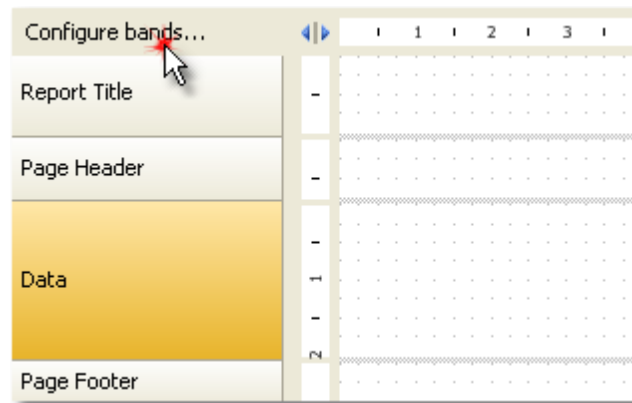 Configure bands...
1 2 3
Report Title
Page Header
Data
1
2
Page Footer